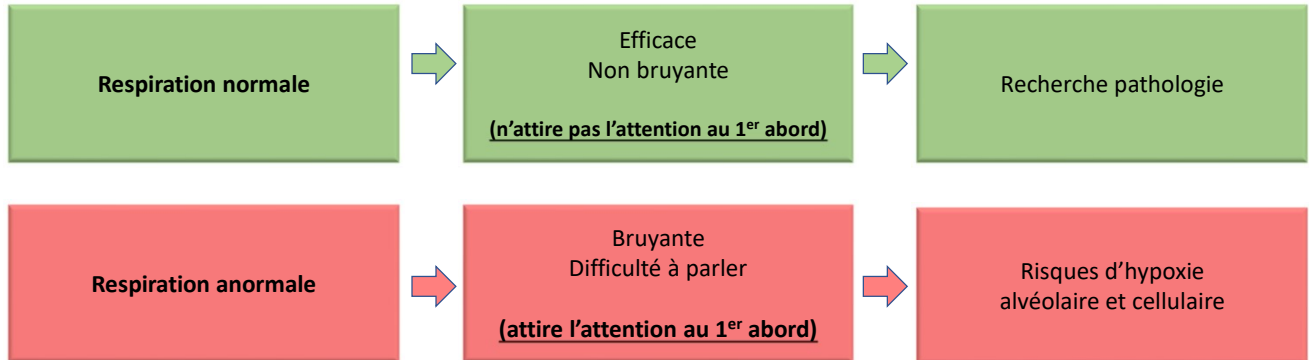 Respiration normale
Efficace
Non bruyante
(n’attire pas l’attention au 1er abord)
Recherche pathologie
Respiration anormale
Bruyante
Difficulté à parler
(attire l’attention au 1er abord)
Risques d’hypoxie
alvéolaire et cellulaire